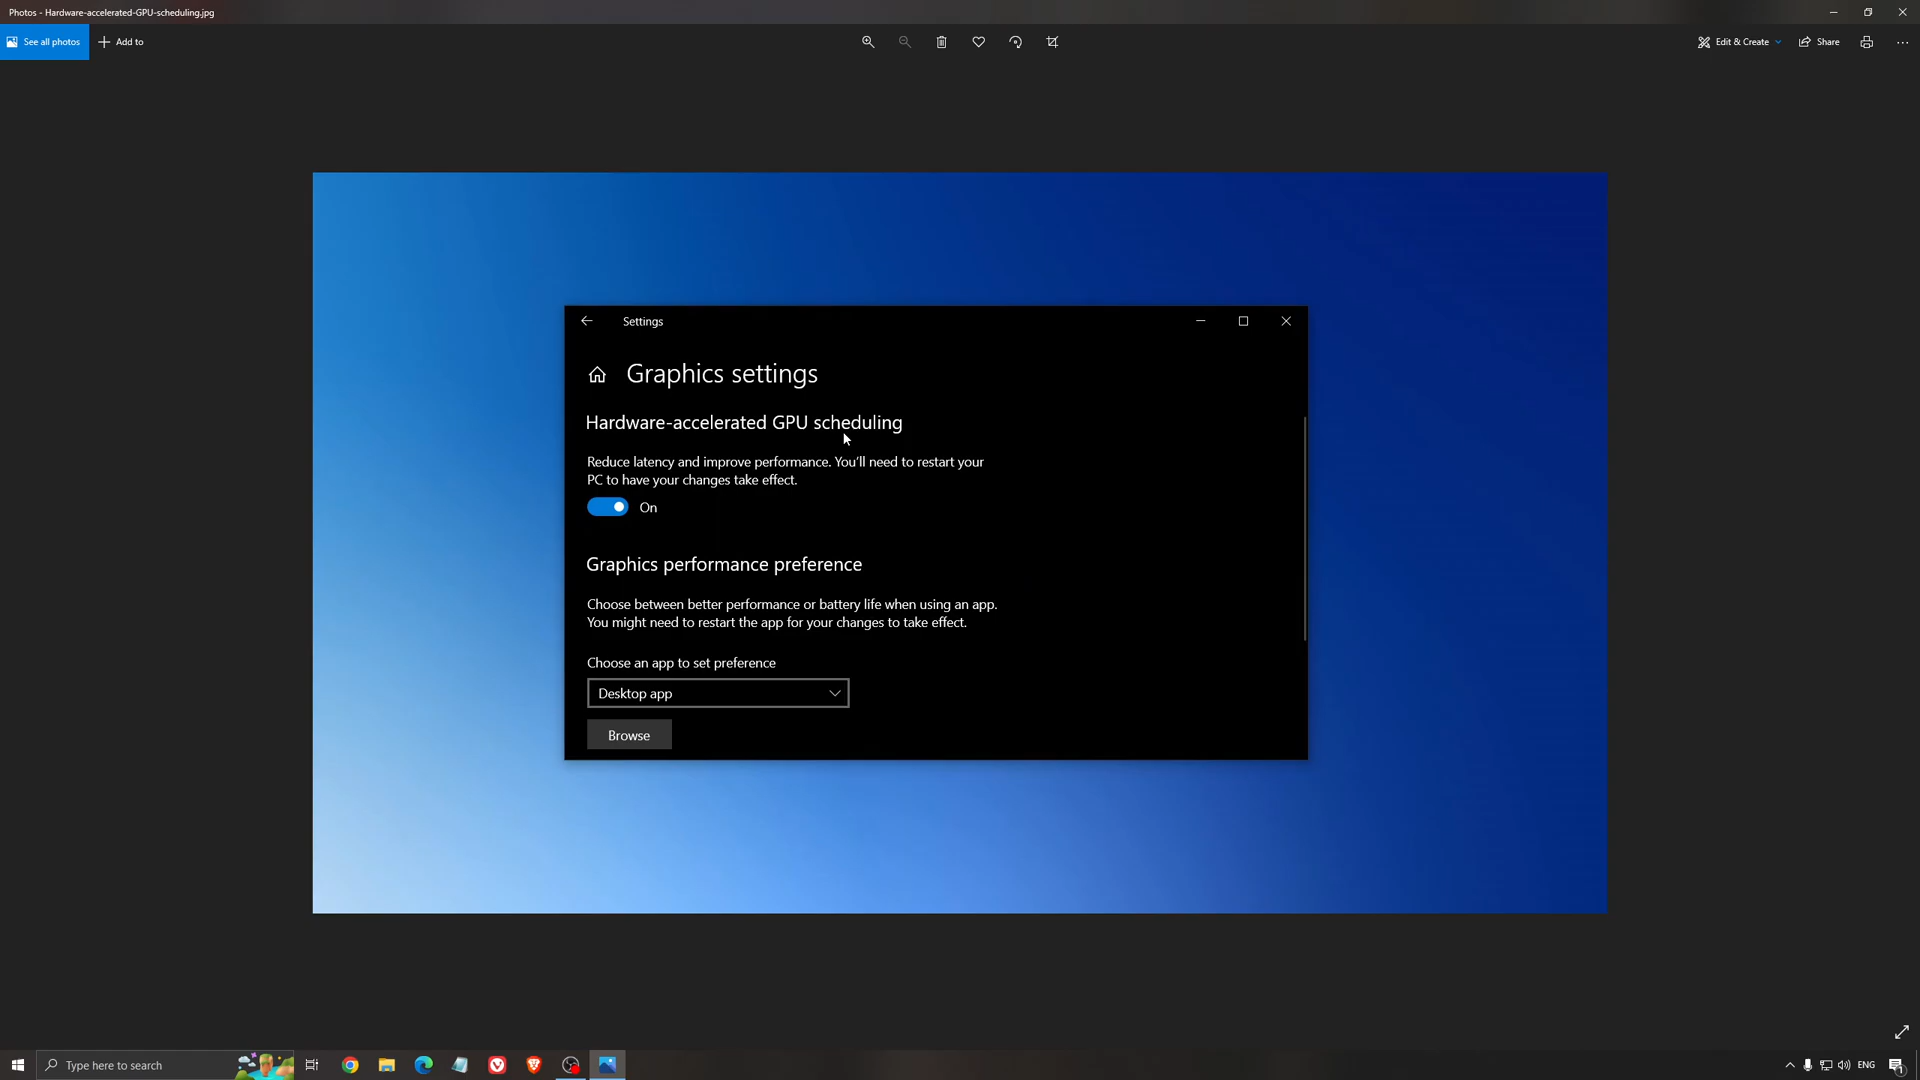 Photos - Hardware-accelerated-GPU-scheduling.jpg
See all photos
Add to
Edit & Create
Share
Settings
Graphics settings
Hardware-accelerated GPU scheduling
Reduce latency and improve performance. You'll need to restart your
PC to have your changes take effect.
On
Graphics performance preference
Choose between better performance or battery life when using an app.
You might need to restart the app for your changes to take effect.
Choose an app to set preference
Desktop app
Browse
Type here to search
ENG
1